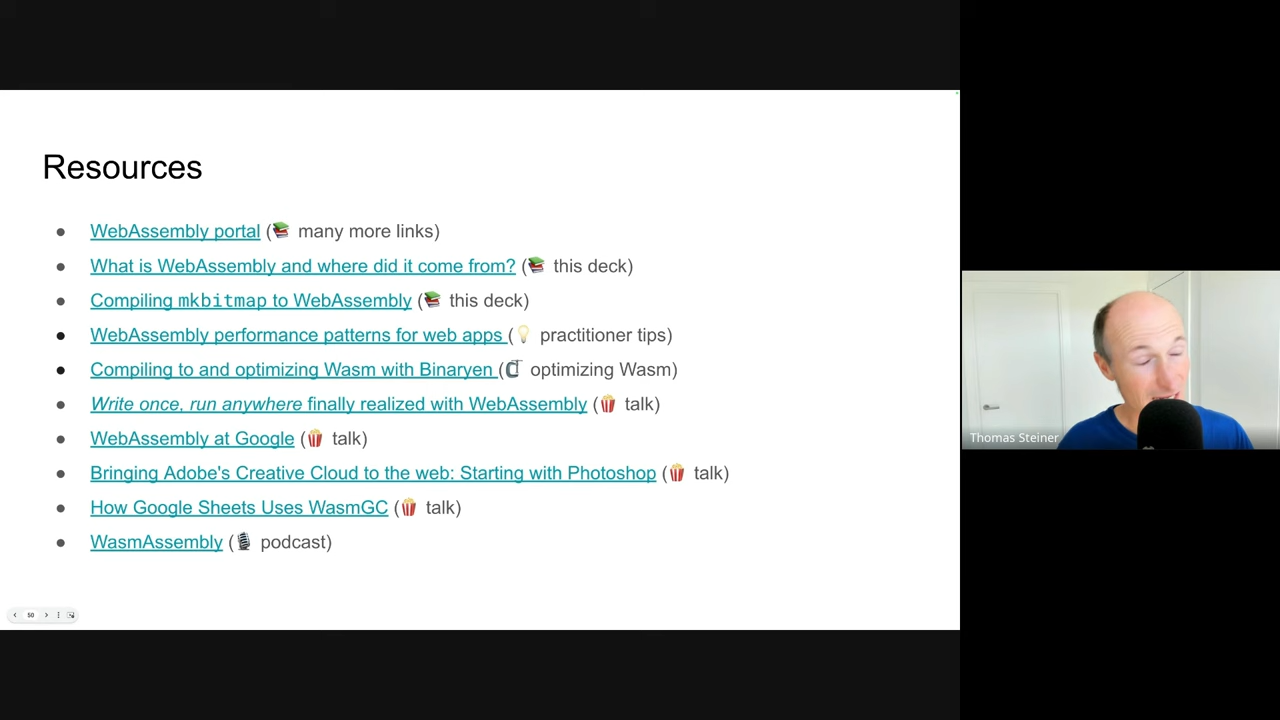 Resources
● WebAssembly portal (📚 many more links)
● What is WebAssembly and where did it come from? (📚 this deck)
● Compiling mkbitmap to WebAssembly (📚 this deck)
● WebAssembly performance patterns for web apps (💡 practitioner tips)
● Compiling to and optimizing Wasm with Binaryen (🗜️ optimizing Wasm)
● Write once, run anywhere finally realized with WebAssembly (🍿 talk)
● WebAssembly at Google (🍿 talk)
● Bringing Adobe's Creative Cloud to the web: Starting with Photoshop (🍿 talk)
● How Google Sheets Uses WasmGC (🍿 talk)
● WasmAssembly (🎙️ podcast)
50
Thomas Steiner